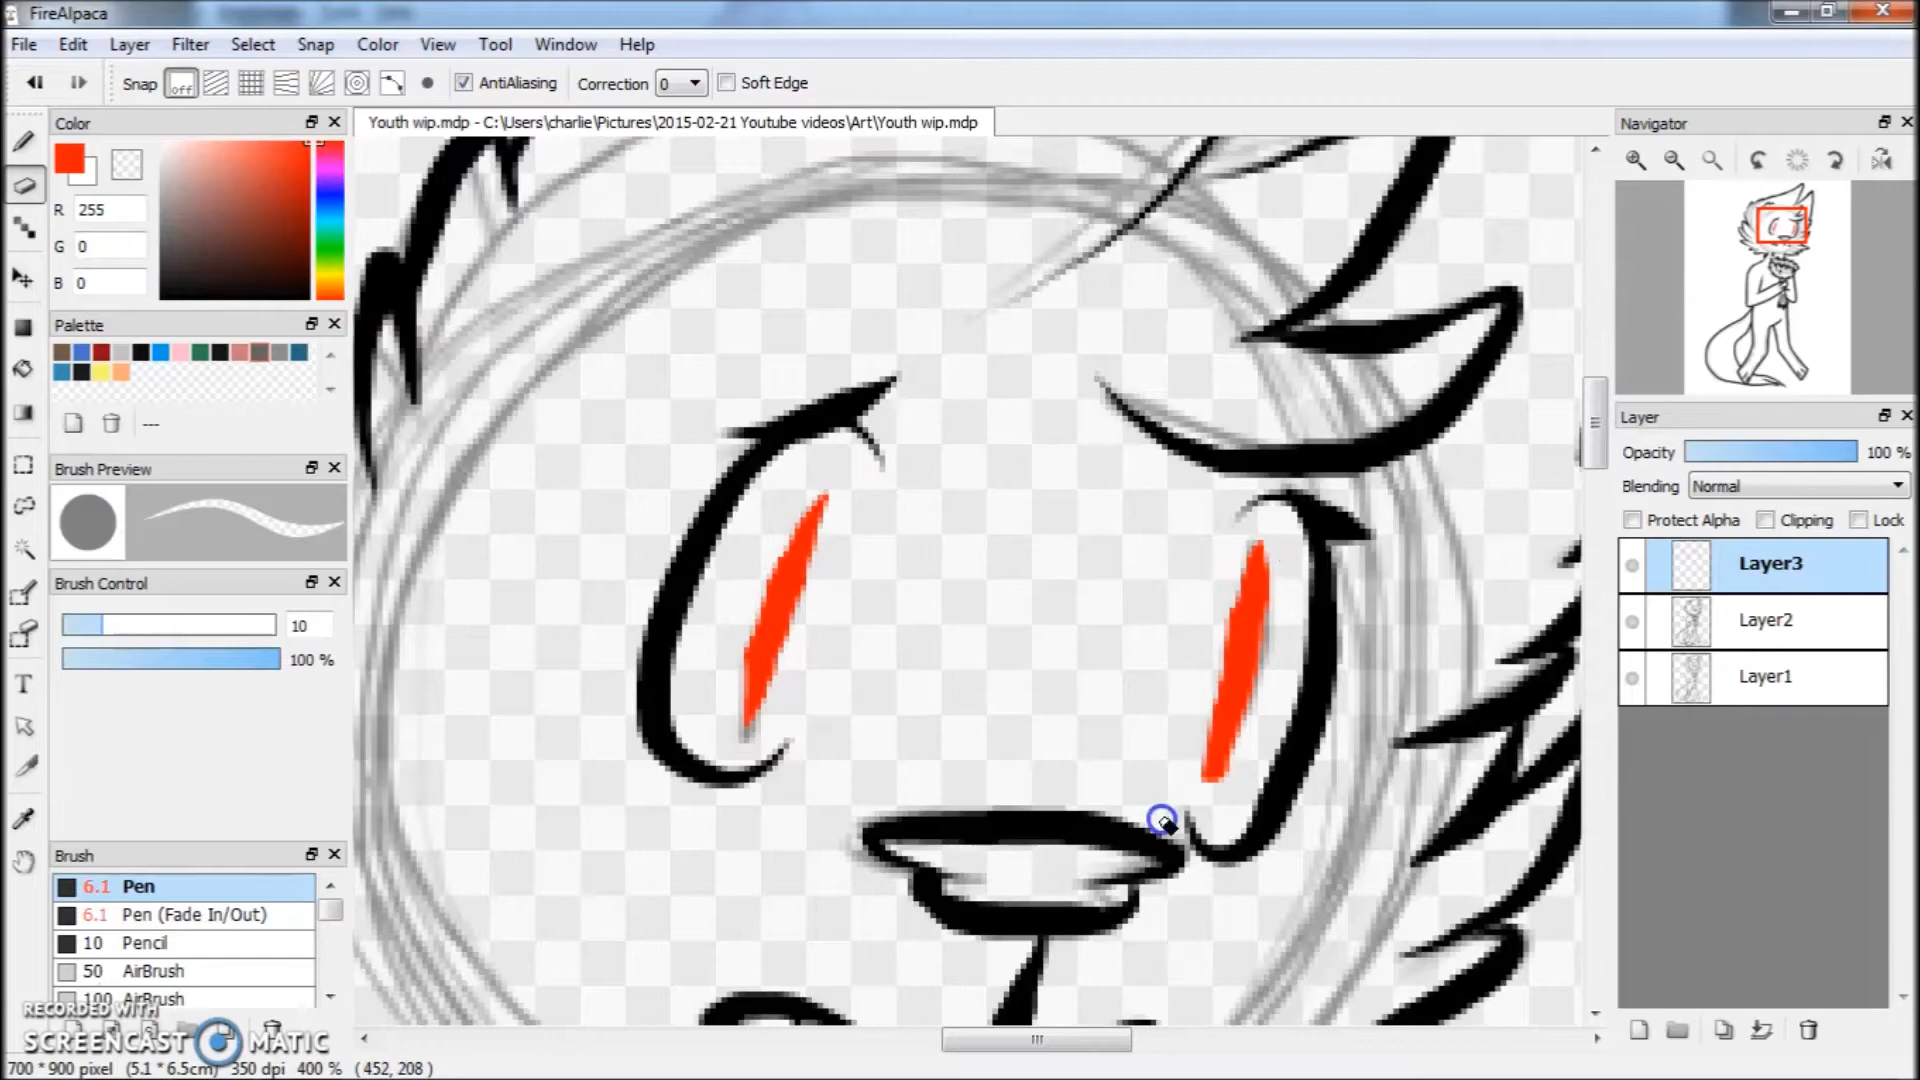 FireAlpaca
File Edit Layer Filter Select Snap Color View Tool Window Help
Snap off AntiAliasing Correction 0 Soft Edge
Color
Youth wip.mdp - C:\Users\charlie\Pictures\2015-02-21 Youtube videos\Art\Youth wip.mdp
Navigator
R 255
G 0
B 0
Palette
---
Brush Preview
Brush Control
10
100 %
Brush
6.1 Pen
6.1 Pen (Fade In/Out)
10 Pencil
50 AirBrush
100 AirBrush
Layer
Opacity 100 %
Blending Normal
Protect Alpha Clipping Lock
Layer3
Layer2
Layer1
RECORDED WITH
SCREENCAST MATIC
700 * 900 pixel (5.1 * 6.5cm) 350 dpi 400 % ( 452, 208 )